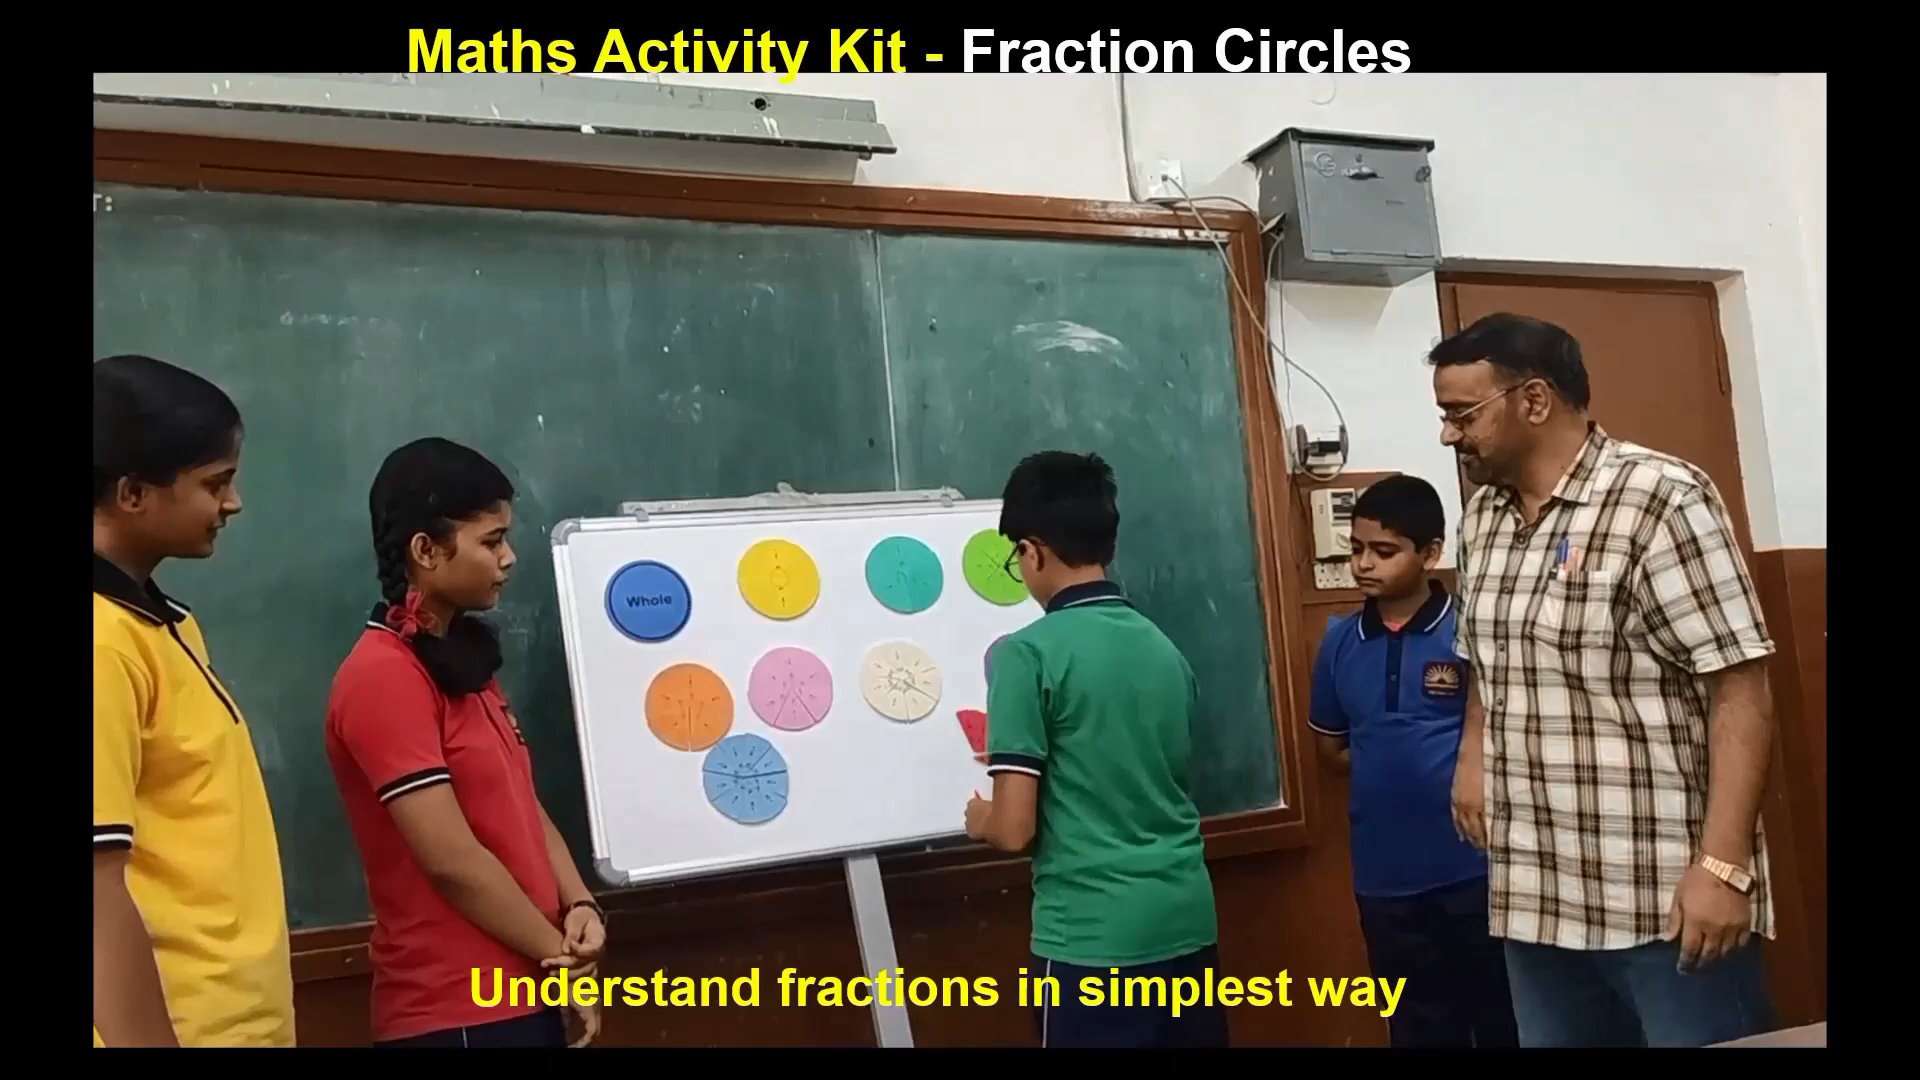 Maths Activity Kit - Fraction Circles
Whole
Understand fractions in simplest way